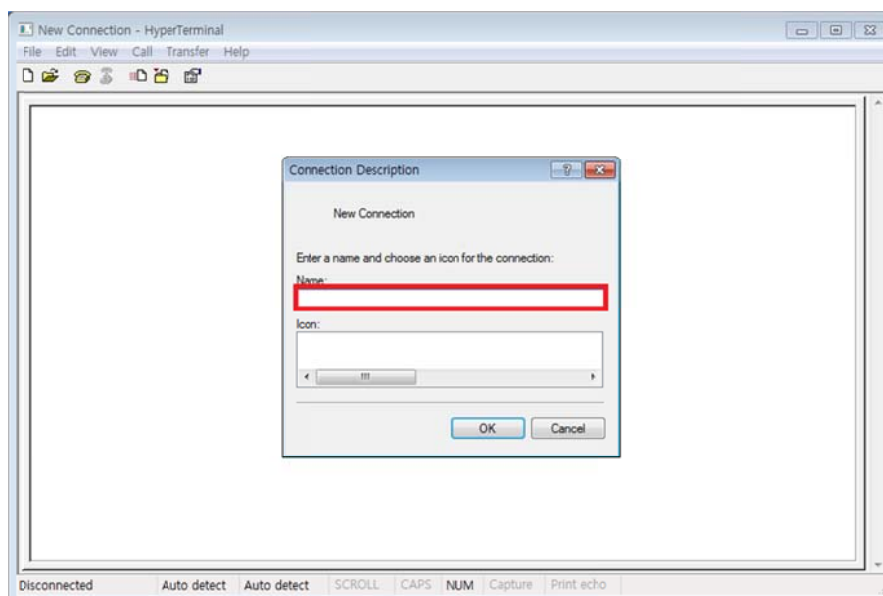 New Connection - HyperTerminal
File Edit View Call Transfer Help
Connection Description
New Connection
Enter a name and choose an icon for the connection:
Name:
Icon:
OK Cancel
Disconnected Auto detect Auto detect SCROLL CAPS NUM Capture Print echo